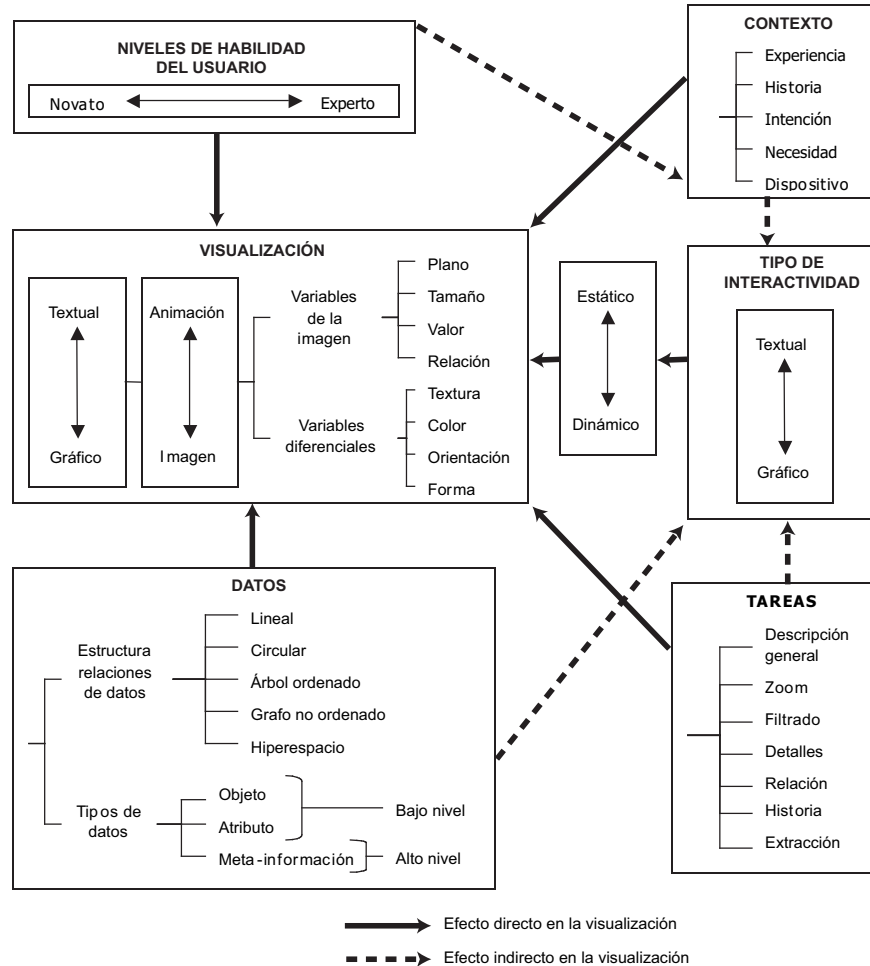 NIVELES DE HABILIDAD
DEL USUARIO
Novato
Experto
CONTEXTO
Experiencia
Historia
Intención
Necesidad
Dispositivo
VISUALIZACIÓN
Textual
Gráfico
Animación
Imagen
Variables
de la
imagen
Plano
Tamaño
Valor
Relación
Variables
diferenciales
Textura
Color
Orientación
Forma
Estático
Dinámico
TIPO DE
INTERACTIVIDAD
Textual
Gráfico
DATOS
Estructura
relaciones
de datos
Lineal
Circular
Árbol ordenado
Grafo no ordenado
Hiperespacio
Tipos de
datos
Objeto
Atributo
Meta-información
Bajo nivel
Alto nivel
TAREAS
Descripción
general
Zoom
Filtrado
Detalles
Relación
Historia
Extracción
Efecto directo en la visualización
Efecto indirecto en la visualización